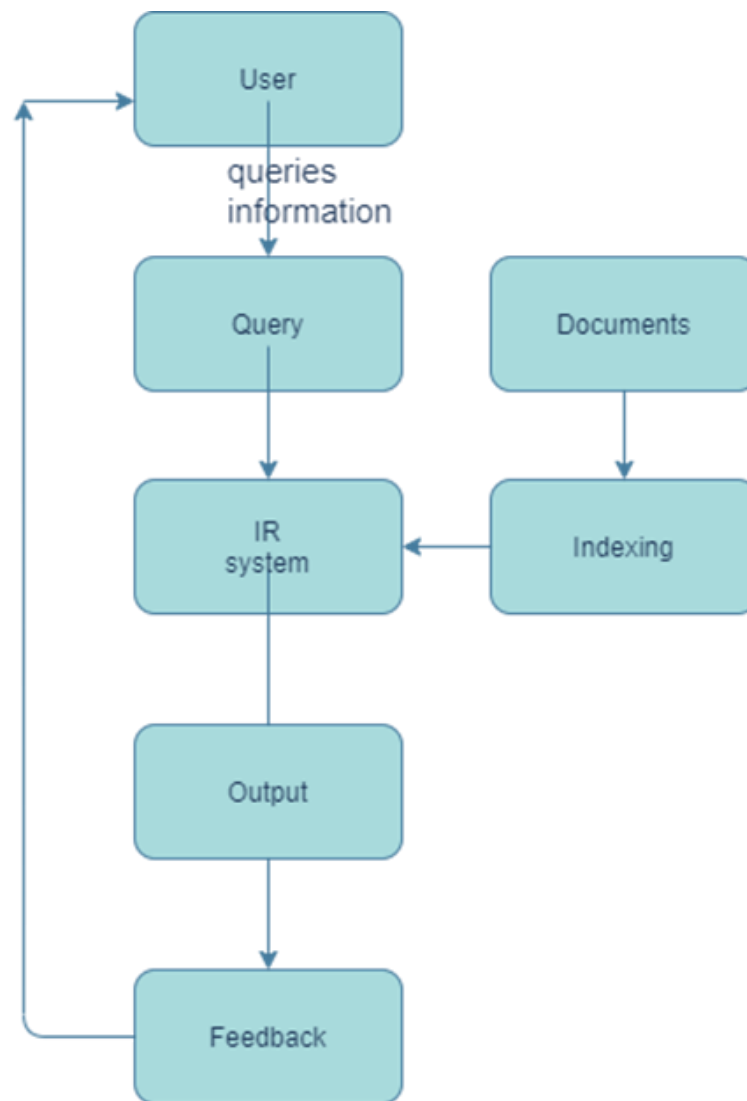 User
queries
information
Query
Documents
IR
system
Indexing
Output
Feedback